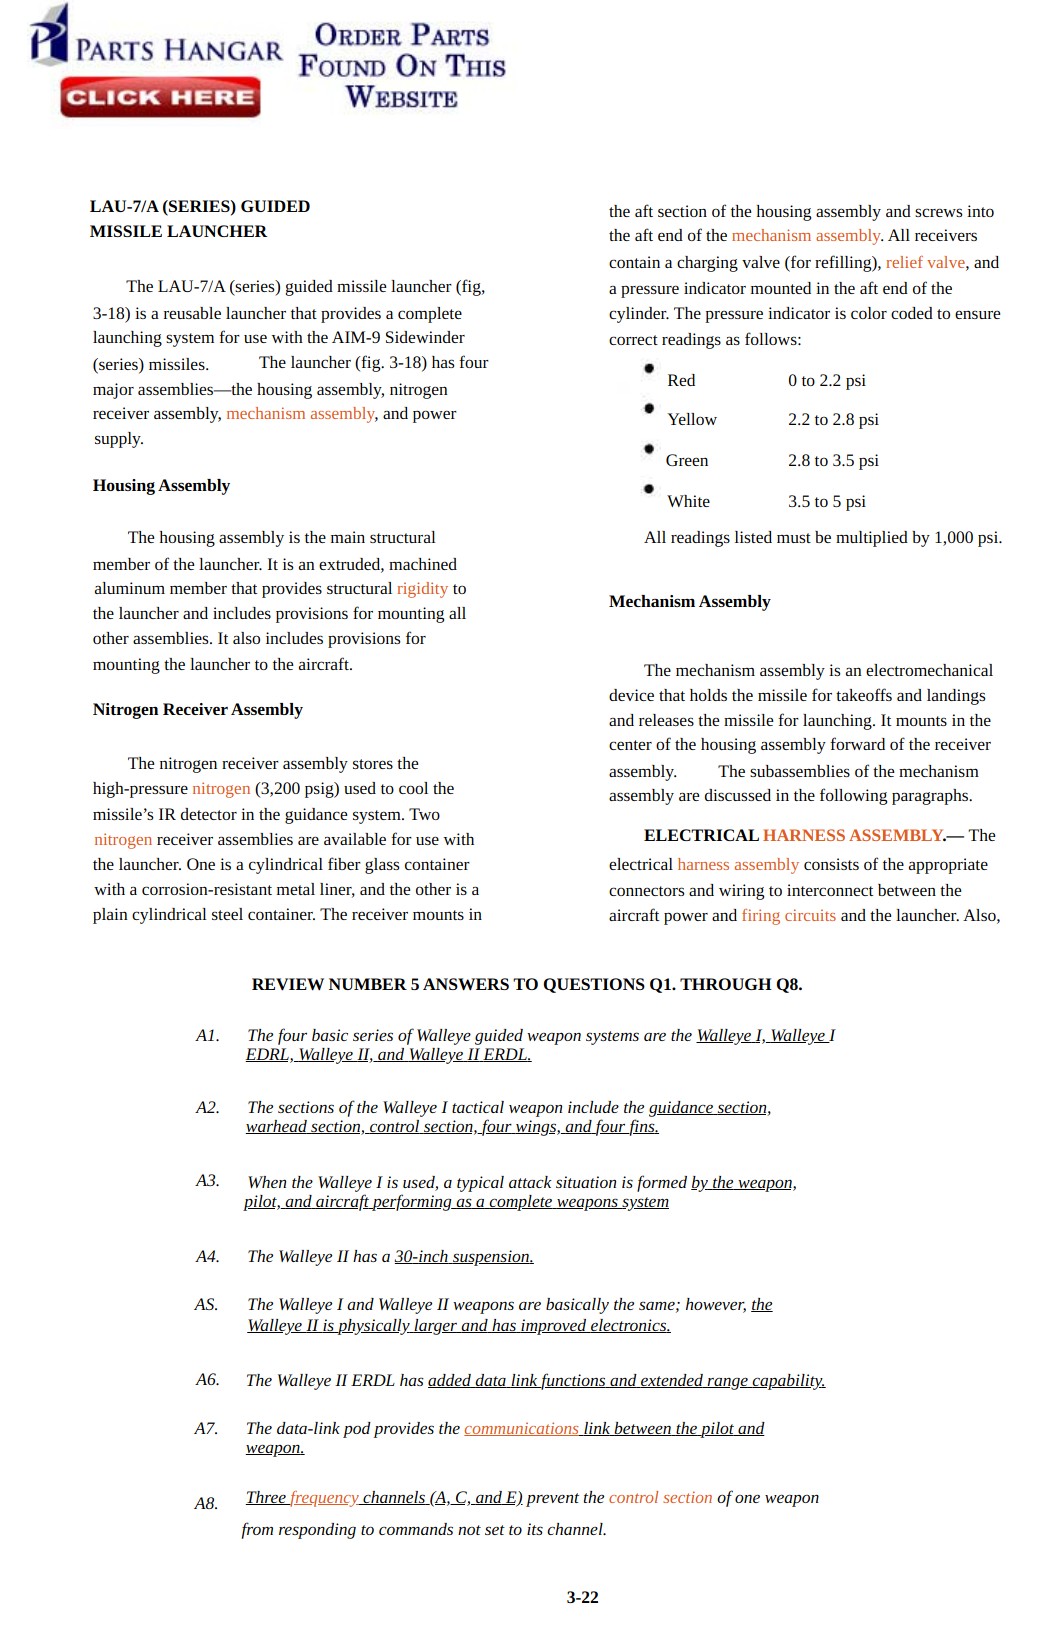 PARTS HANGAR
CLICK HERE
ORDER PARTS
FOUND ON THIS
WEBSITE
LAU-7/A (SERIES) GUIDED
MISSILE LAUNCHER
The LAU-7/A (series) guided missile launcher (fig,
3-18) is a reusable launcher that provides a complete
launching system for use with the AIM-9 Sidewinder
(series) missiles. The launcher (fig. 3-18) has four
major assemblies—the housing assembly, nitrogen
receiver assembly, mechanism assembly, and power
supply.
Housing Assembly
The housing assembly is the main structural
member of the launcher. It is an extruded, machined
aluminum member that provides structural rigidity to
the launcher and includes provisions for mounting all
other assemblies. It also includes provisions for
mounting the launcher to the aircraft.
Nitrogen Receiver Assembly
The nitrogen receiver assembly stores the
high-pressure nitrogen (3,200 psig) used to cool the
missile’s IR detector in the guidance system. Two
nitrogen receiver assemblies are available for use with
the launcher. One is a cylindrical fiber glass container
with a corrosion-resistant metal liner, and the other is a
plain cylindrical steel container. The receiver mounts in
the aft section of the housing assembly and screws into
the aft end of the mechanism assembly. All receivers
contain a charging valve (for refilling), relief valve, and
a pressure indicator mounted in the aft end of the
cylinder. The pressure indicator is color coded to ensure
correct readings as follows:
● Red 0 to 2.2 psi
● Yellow 2.2 to 2.8 psi
● Green 2.8 to 3.5 psi
● White 3.5 to 5 psi
All readings listed must be multiplied by 1,000 psi.
Mechanism Assembly
The mechanism assembly is an electromechanical
device that holds the missile for takeoffs and landings
and releases the missile for launching. It mounts in the
center of the housing assembly forward of the receiver
assembly. The subassemblies of the mechanism
assembly are discussed in the following paragraphs.
ELECTRICAL HARNESS ASSEMBLY.— The
electrical harness assembly consists of the appropriate
connectors and wiring to interconnect between the
aircraft power and firing circuits and the launcher. Also,
REVIEW NUMBER 5 ANSWERS TO QUESTIONS Q1. THROUGH Q8.
A1. The four basic series of Walleye guided weapon systems are the Walleye I, Walleye I
EDRL, Walleye II, and Walleye II ERDL.
A2. The sections of the Walleye I tactical weapon include the guidance section,
warhead section, control section, four wings, and four fins.
A3. When the Walleye I is used, a typical attack situation is formed by the weapon,
pilot, and aircraft performing as a complete weapons system
A4. The Walleye II has a 30-inch suspension.
AS. The Walleye I and Walleye II weapons are basically the same; however, the
Walleye II is physically larger and has improved electronics.
A6. The Walleye II ERDL has added data link functions and extended range capability.
A7. The data-link pod provides the communications link between the pilot and
weapon.
A8. Three frequency channels (A, C, and E) prevent the control section of one weapon
from responding to commands not set to its channel.
3-22